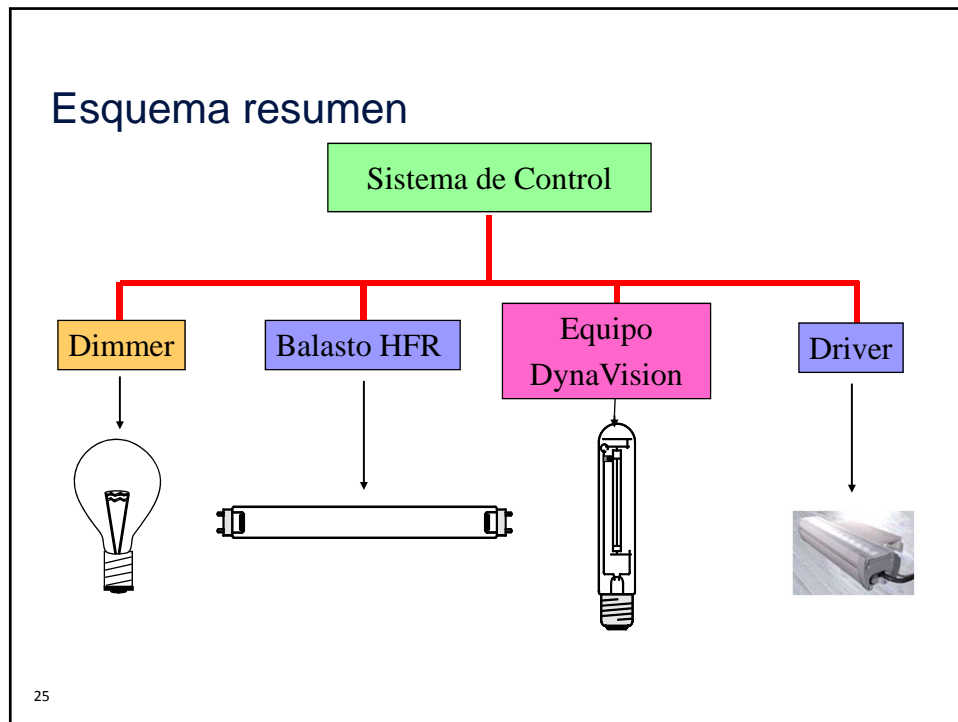 Esquema resumen
Sistema de Control
Dimmer
Balasto HFR
Equipo
DynaVision
Driver
25